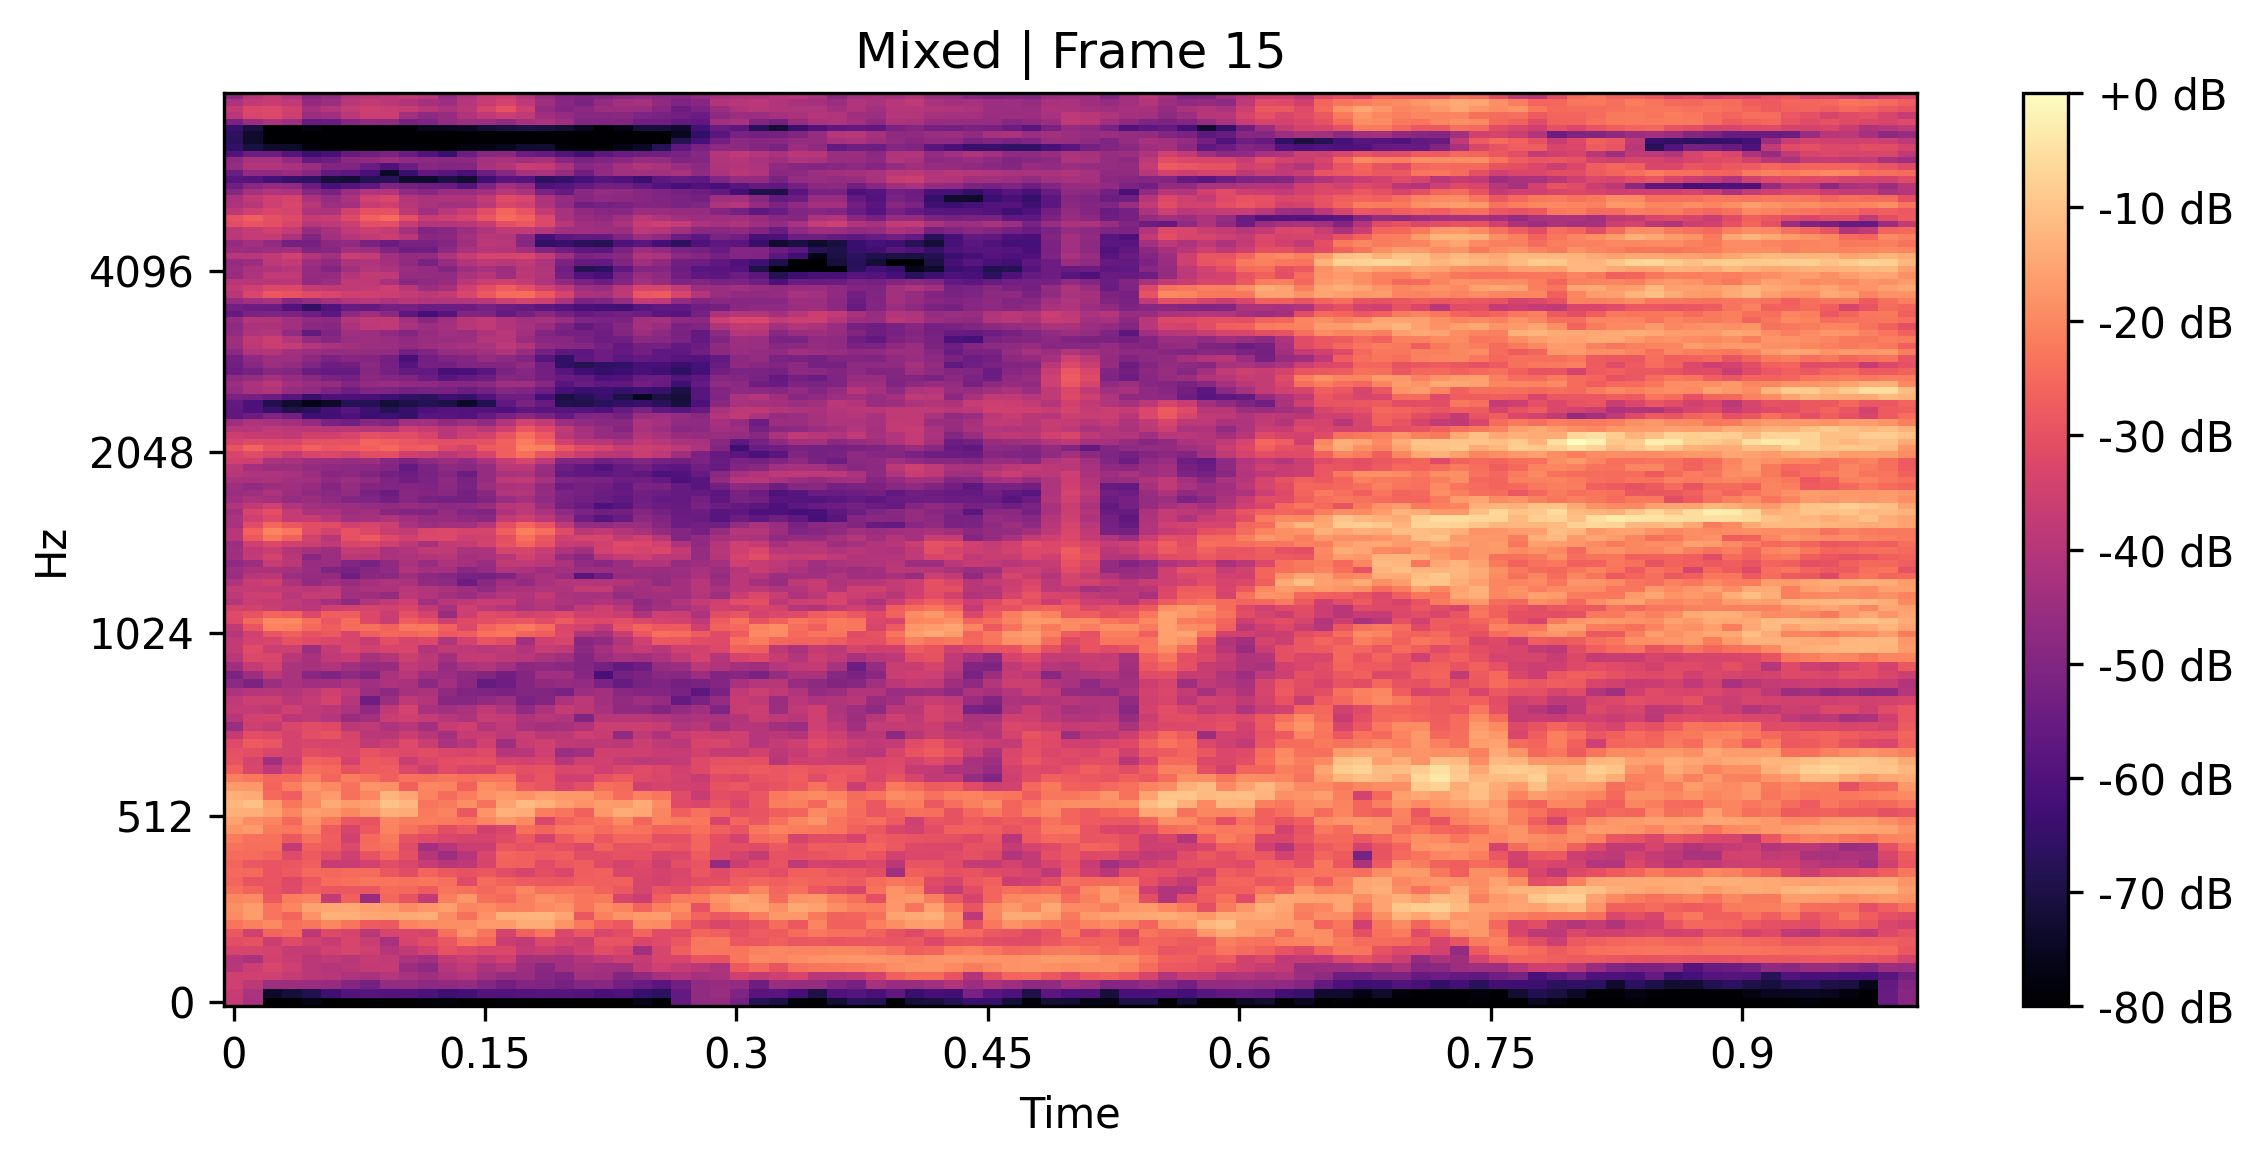 Mixed | Frame 15
+0 dB
-10 dB
-20 dB
-30 dB
-40 dB
-50 dB
-60 dB
-70 dB
-80 dB
Hz
4096
2048
1024
512
0
0 0.15 0.3 0.45 0.6 0.75 0.9
Time